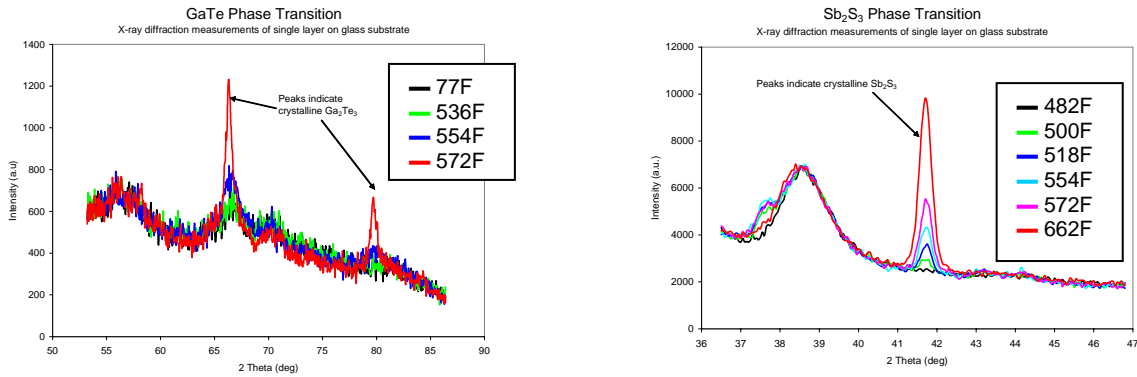 GaTe Phase Transition
X-ray diffraction measurements of single layer on glass substrate
1400
1200
1000
800
600
400
200
0
Intensity (a.u)
50
55
60
65
70
75
80
85
90
2 Theta (deg)
Peaks indicate
crystalline Ga₂Te₃
77F
536F
554F
572F
Sb₂S₃ Phase Transition
X-ray diffraction measurements of single layer on glass substrate
12000
10000
8000
6000
4000
2000
0
Intensity (a.u.)
36
37
38
39
40
41
42
43
44
45
46
47
2 Theta (deg)
Peaks indicate crystalline Sb₂S₃
482F
500F
518F
554F
572F
662F